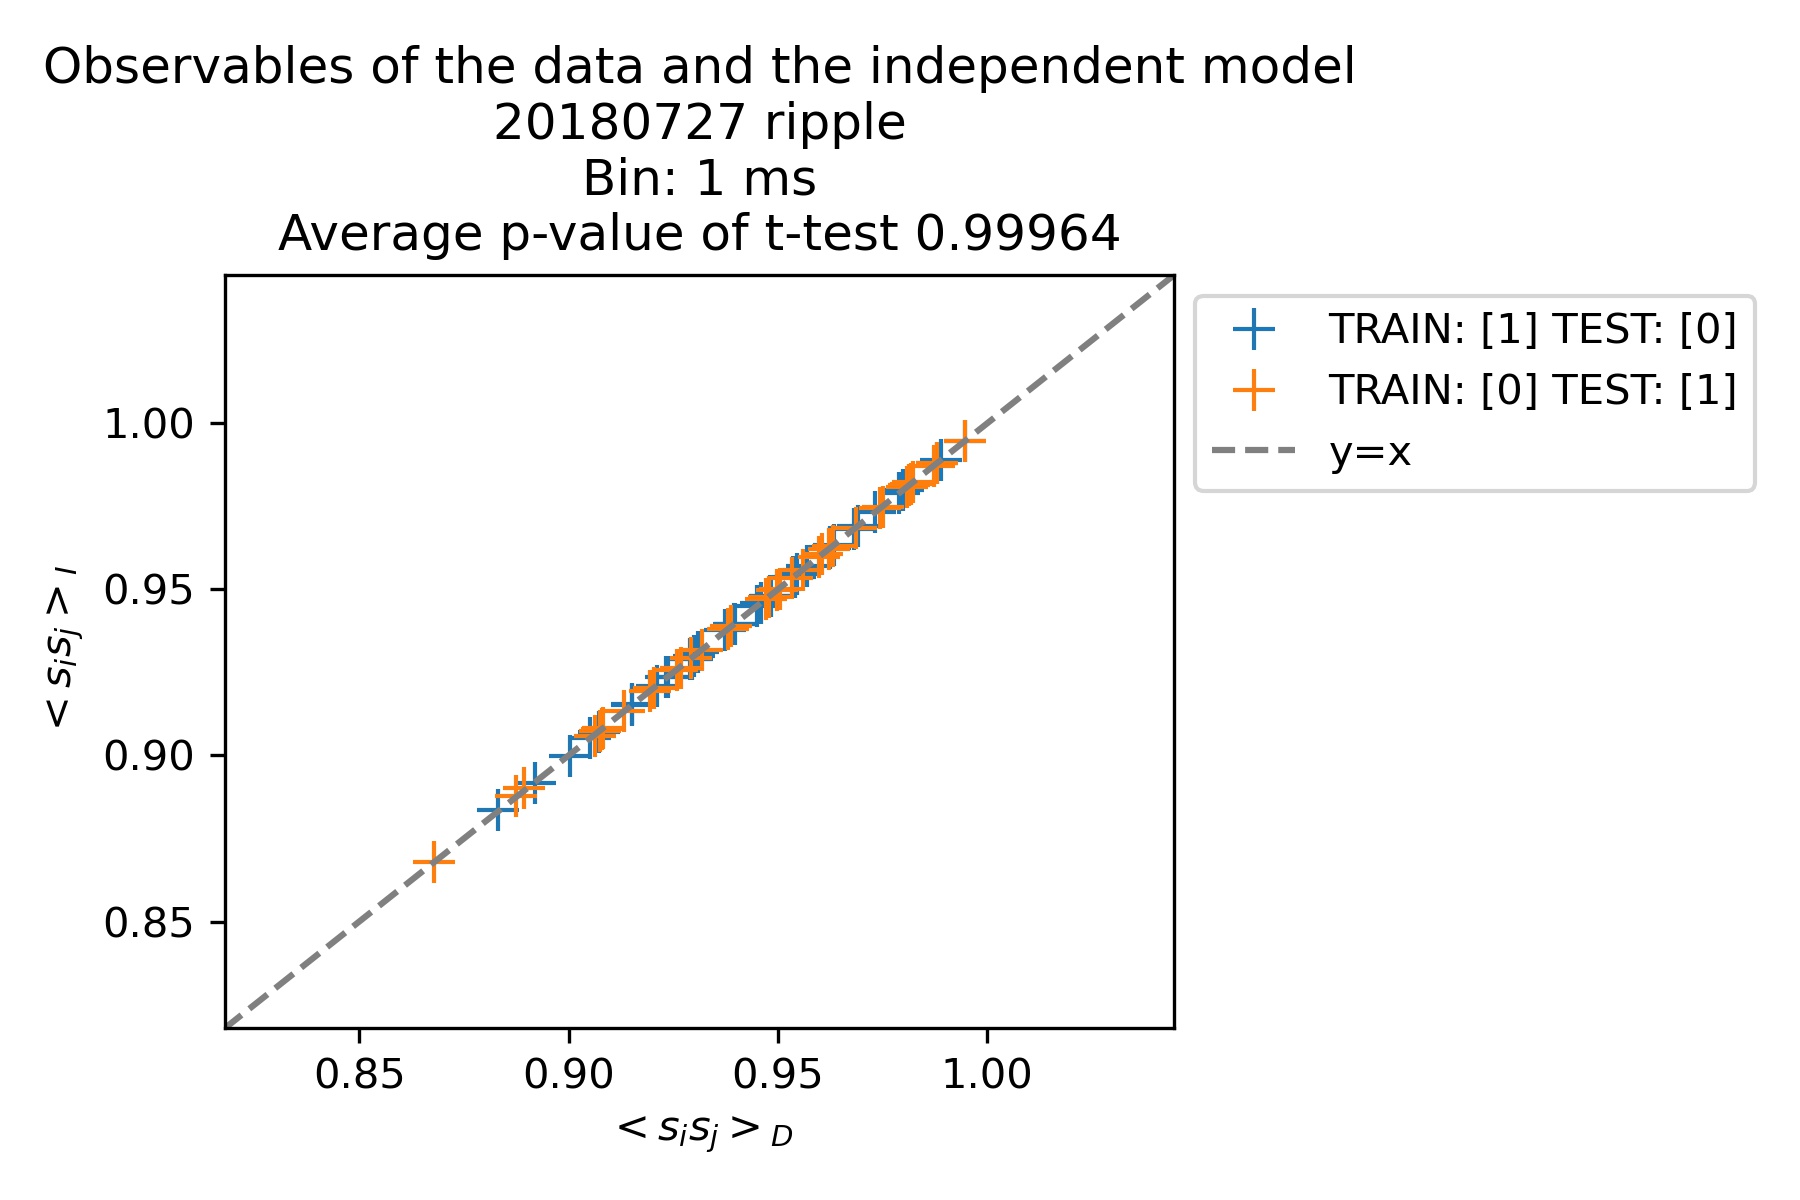 Observables of the data and the independent model
20180727 ripple
Bin: 1 ms
Average p-value of t-test 0.99964
TRAIN: [1] TEST: [0]
TRAIN: [0] TEST: [1]
y=x
1.00
0.95
0.90
0.85
< s_i s_j >_I
0.85 0.90 0.95 1.00
< s_i s_j >_D